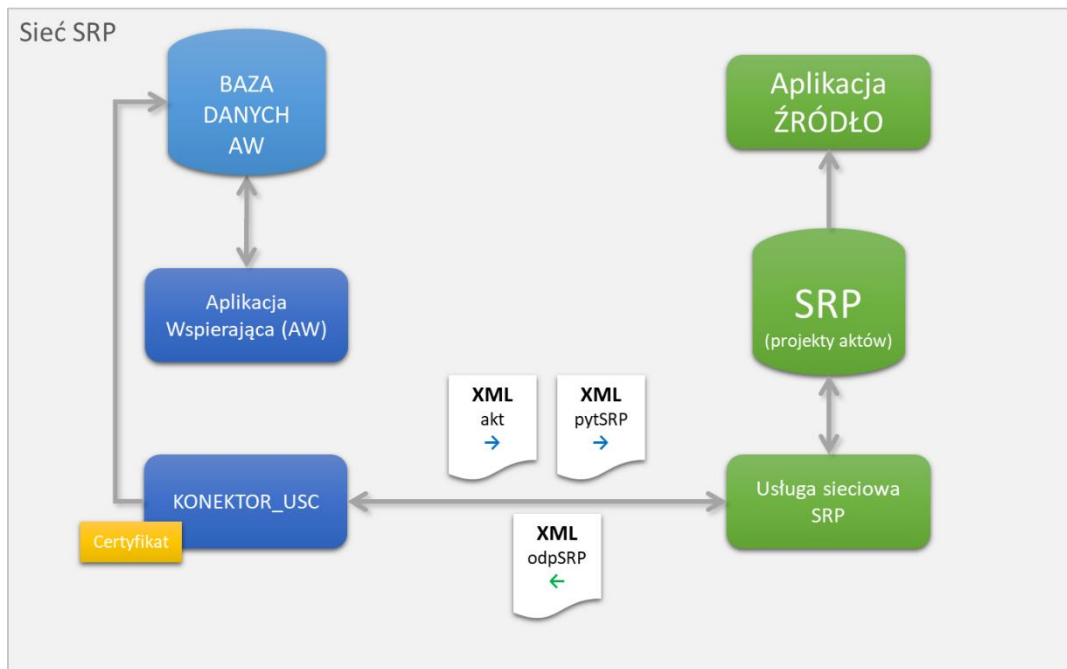 Sieć SRP
BAZA
DANYCH
AW
Aplikacja
ŹRÓDŁO
Aplikacja
Wspierająca (AW)
SRP
(projekty aktów)
XML
akt
→
XML
pytSRP
→
KONEKTOR_USC
Certyfikat
Usługa sieciowa
SRP
XML
odpSRP
←